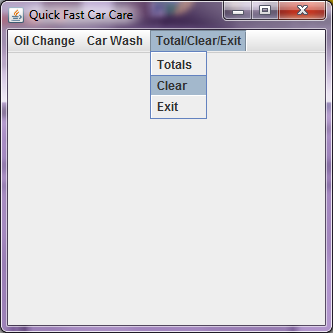 Quick Fast Car Care
Oil Change Car Wash Total/Clear/Exit
Totals
Clear
Exit